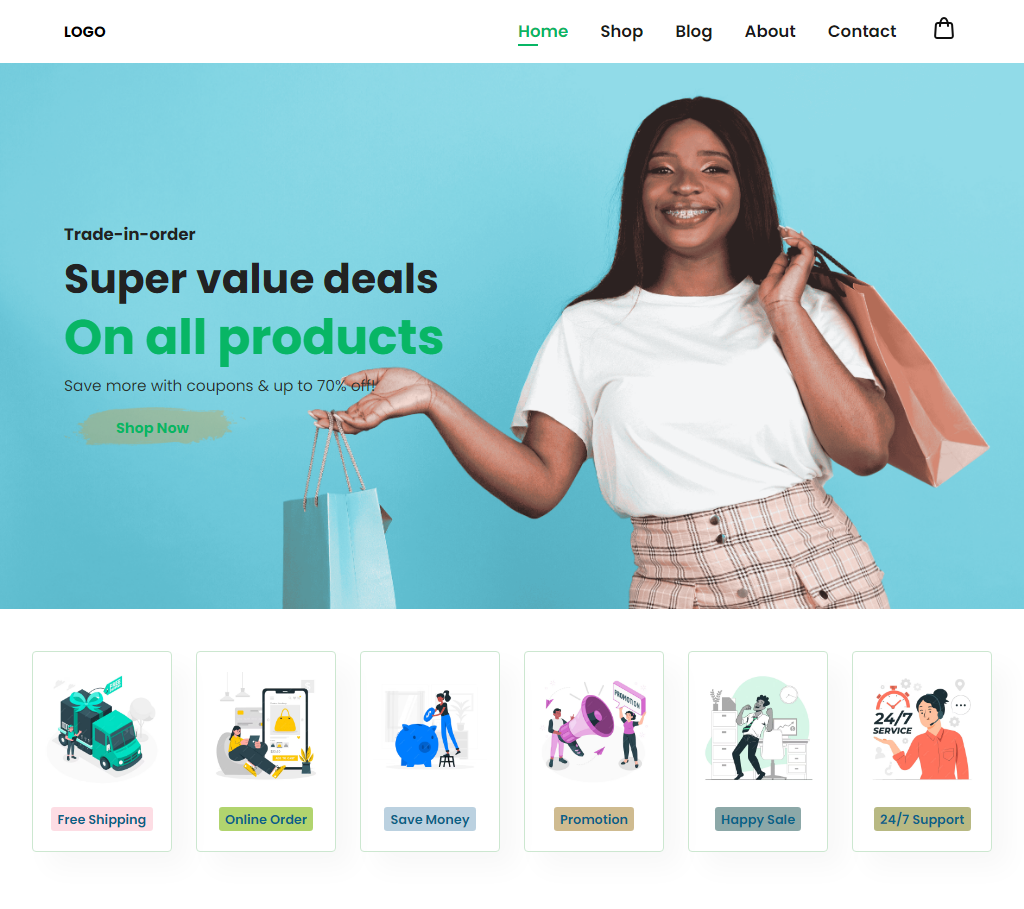 LOGO
Home Shop Blog About Contact
Trade-in-order
Super value deals
On all products
Save more with coupons & up to 70% off!
Shop Now
PROMOTION
24/7
SERVICE
Free Shipping
Online Order
Save Money
Promotion
Happy Sale
24/7 Support